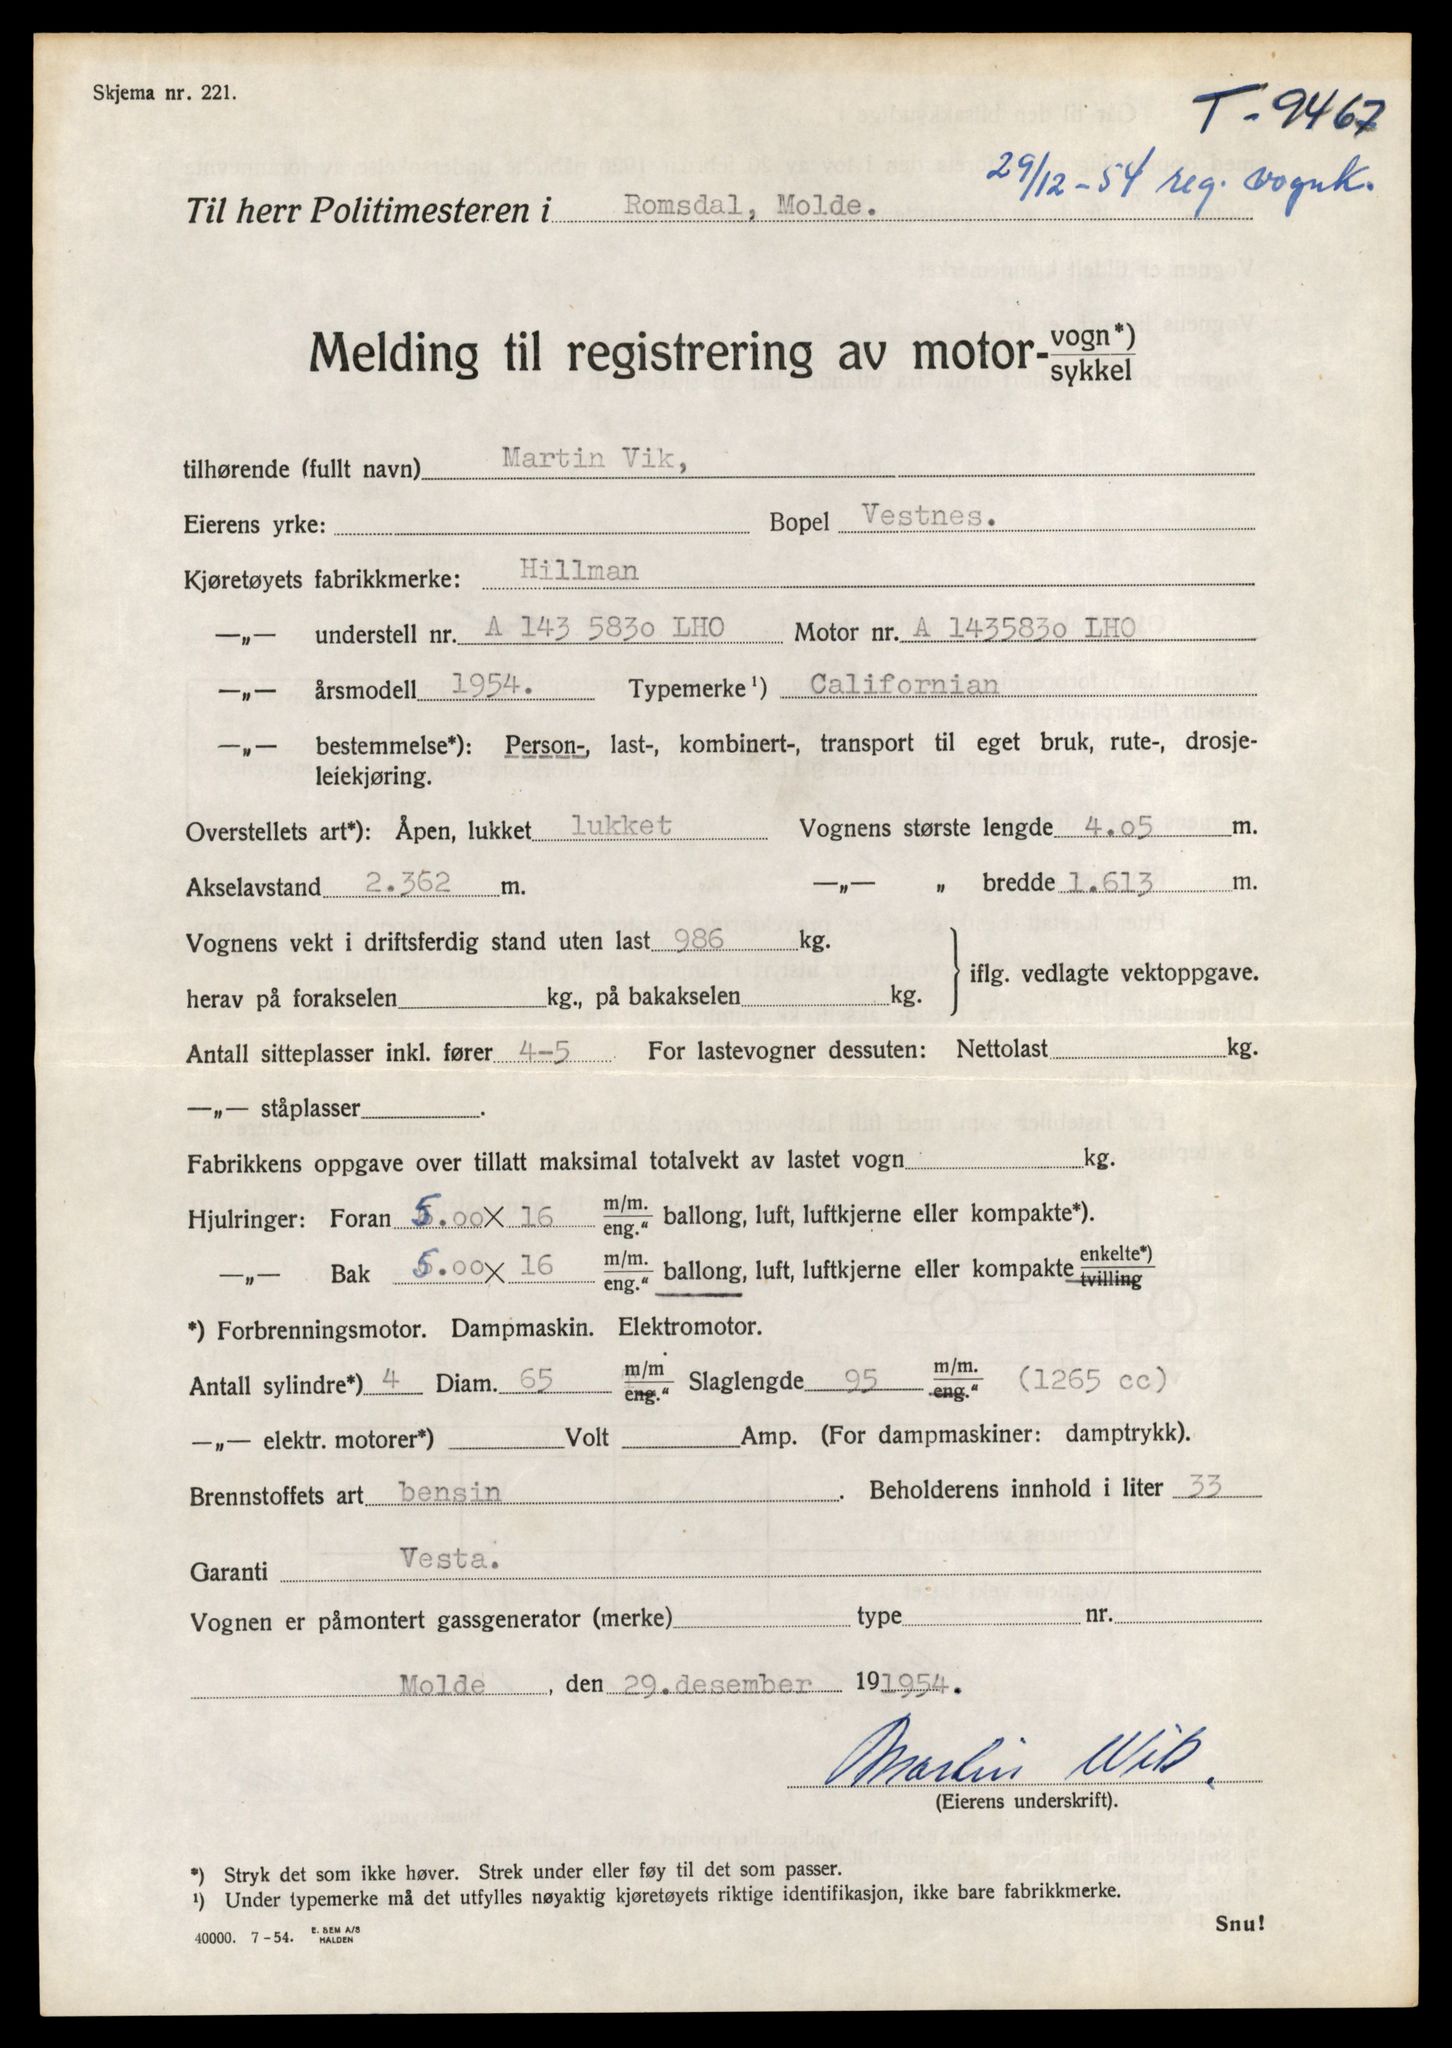 Skjema nr. 221.
T-9467
29/12-54 reg. vognk.
Til herr Politimesteren i Romsdal, Molde.
Melding til registrering av motor-vogn*)/sykkel
tilhørende (fullt navn) Martin Vik,
Eierens yrke: Bopel Vestnes.
Kjøretøyets fabrikkmerke: Hillman
—„— understell nr. A 143 5830 LHO Motor nr. A 1435830 LHO
—„— årsmodell 1954. Typemerke¹) Californian
—„— bestemmelse*): Person-, last-, kombinert-, transport til eget bruk, rute-, drosje-
leiekjøring.
Overstellets art*): Åpen, lukket lukket Vognens største lengde 4.05 m.
Akselavstand 2.362 m. —„— „ bredde 1.613 m.
Vognens vekt i driftsferdig stand uten last 986 kg.
herav på forakselen kg., på bakakselen kg. } iflg. vedlagte vektoppgave.
Antall sitteplasser inkl. fører 4-5 For lastevogner dessuten: Nettolast kg.
—„— ståplasser .
Fabrikkens oppgave over tillatt maksimal totalvekt av lastet vogn kg.
Hjulringer: Foran 5.00 X 16 m/m./eng.“ ballong, luft, luftkjerne eller kompakte*).
—„— Bak 5.00 X 16 m/m./eng.“ ballong, luft, luftkjerne eller kompakte enkelte*)/tvilling
*) Forbrenningsmotor. Dampmaskin. Elektromotor.
Antall sylindre*) 4 Diam. 65 m/m/eng.“ Slaglengde 95 m/m./eng.“ (1265 cc)
—„— elektr. motorer*) Volt Amp. (For dampmaskiner: damptrykk).
Brennstoffets art bensin . Beholderens innhold i liter 33
Garanti Vesta.
Vognen er påmontert gassgenerator (merke) type nr.
Molde , den 29.desember 191954.
Martin Wik.
(Eierens underskrift).
*) Stryk det som ikke høver. Strek under eller føy til det som passer.
¹) Under typemerke må det utfylles nøyaktig kjøretøyets riktige identifikasjon, ikke bare fabrikkmerke.
Snu!
40000. 7-54. E. SEM A/S HALDEN